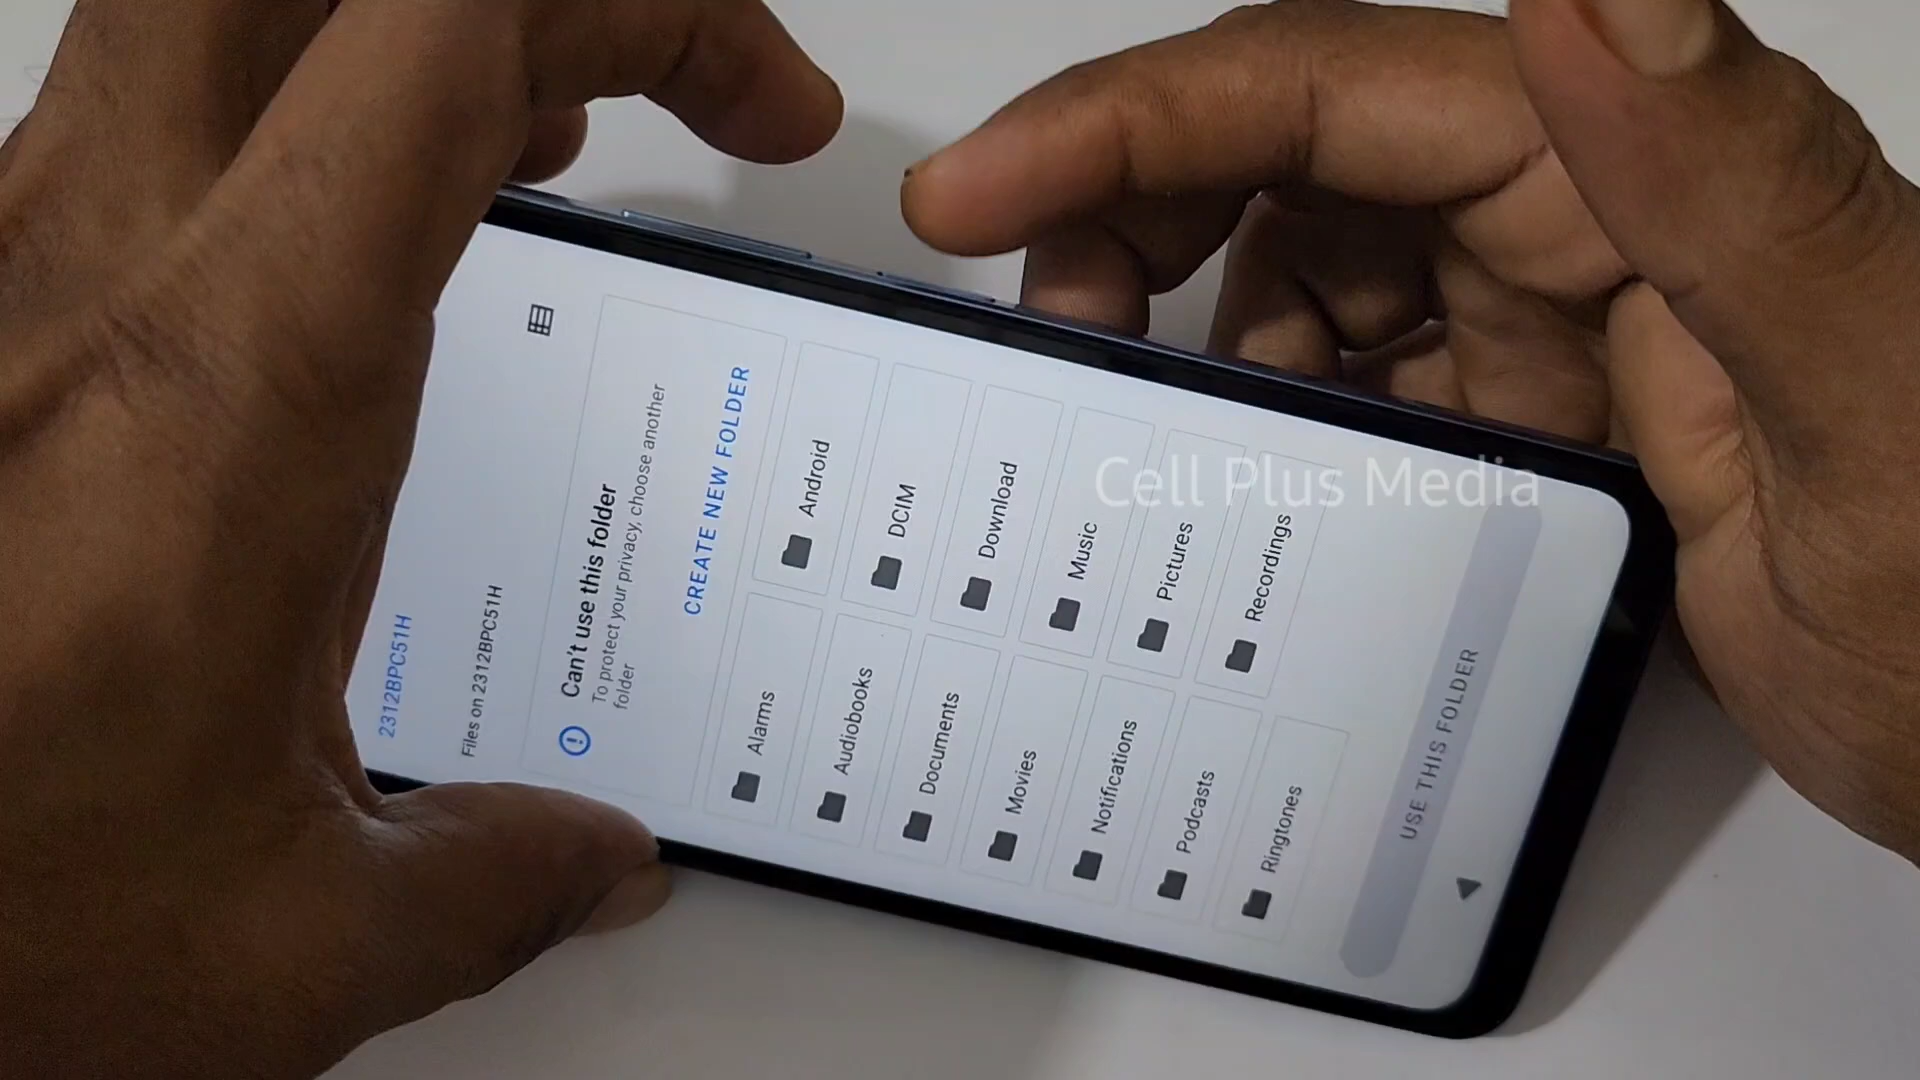 2312BPC51H
Files on 2312BPC51H
Can't use this folder
To protect your privacy, choose another
folder
CREATE NEW FOLDER
Alarms
Android
Audiobooks
DCIM
Documents
Download
Movies
Music
Notifications
Pictures
Podcasts
Recordings
Ringtones
USE THIS FOLDER
Cell Plus Media